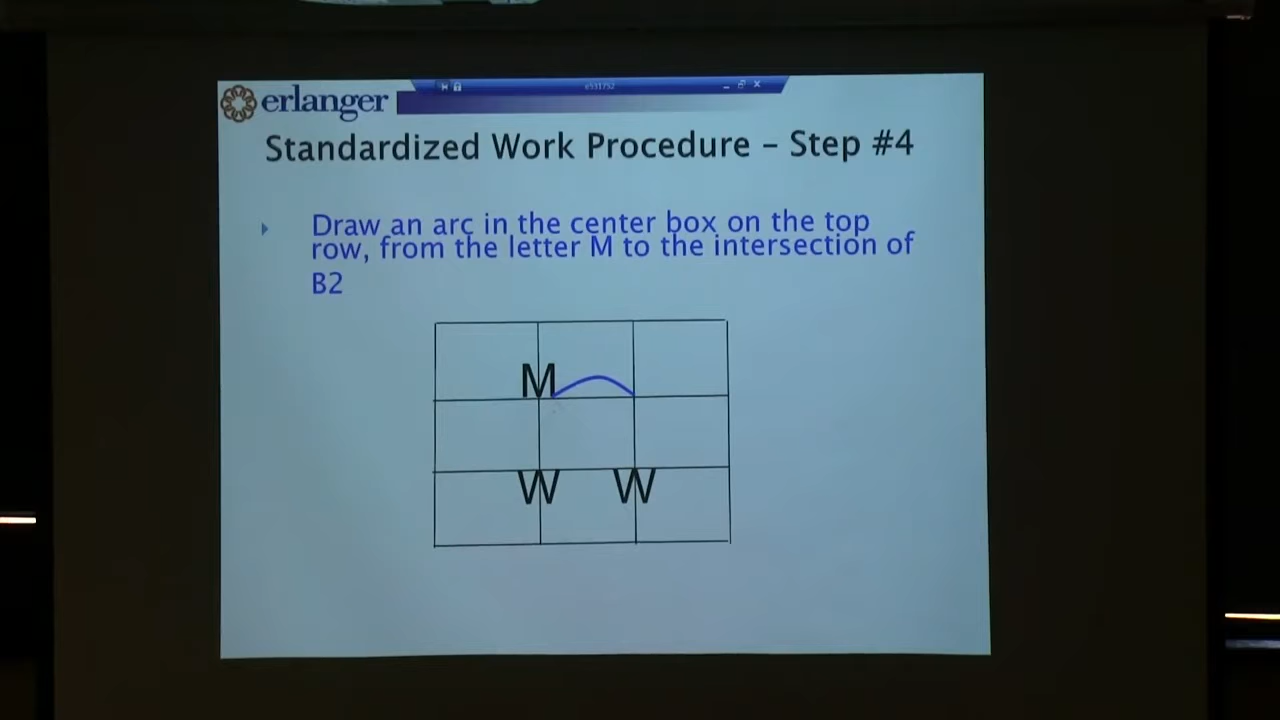 erlanger
Standardized Work Procedure – Step #4
Draw an arc in the center box on the top
row, from the letter M to the intersection of
B2
M
W W